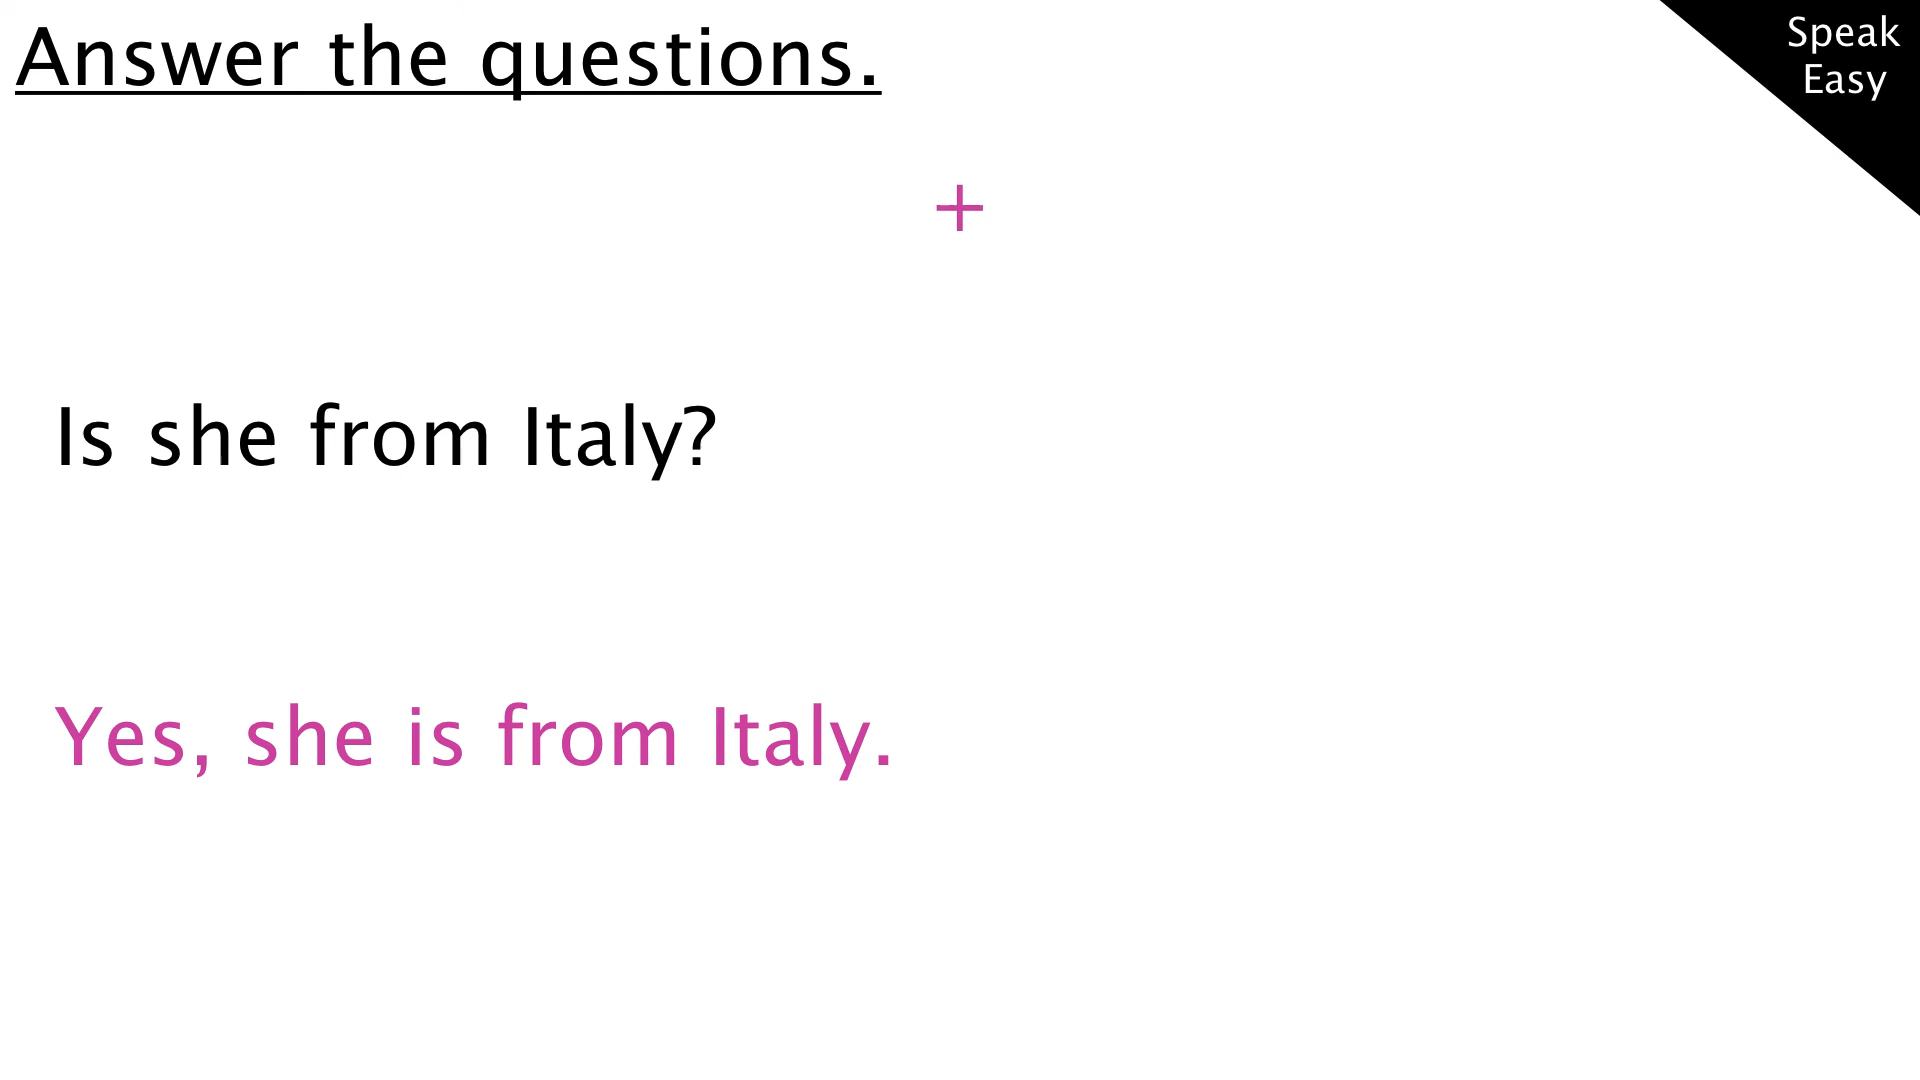 Answer the questions.
Speak
Easy
+
Is she from Italy?
Yes, she is from Italy.